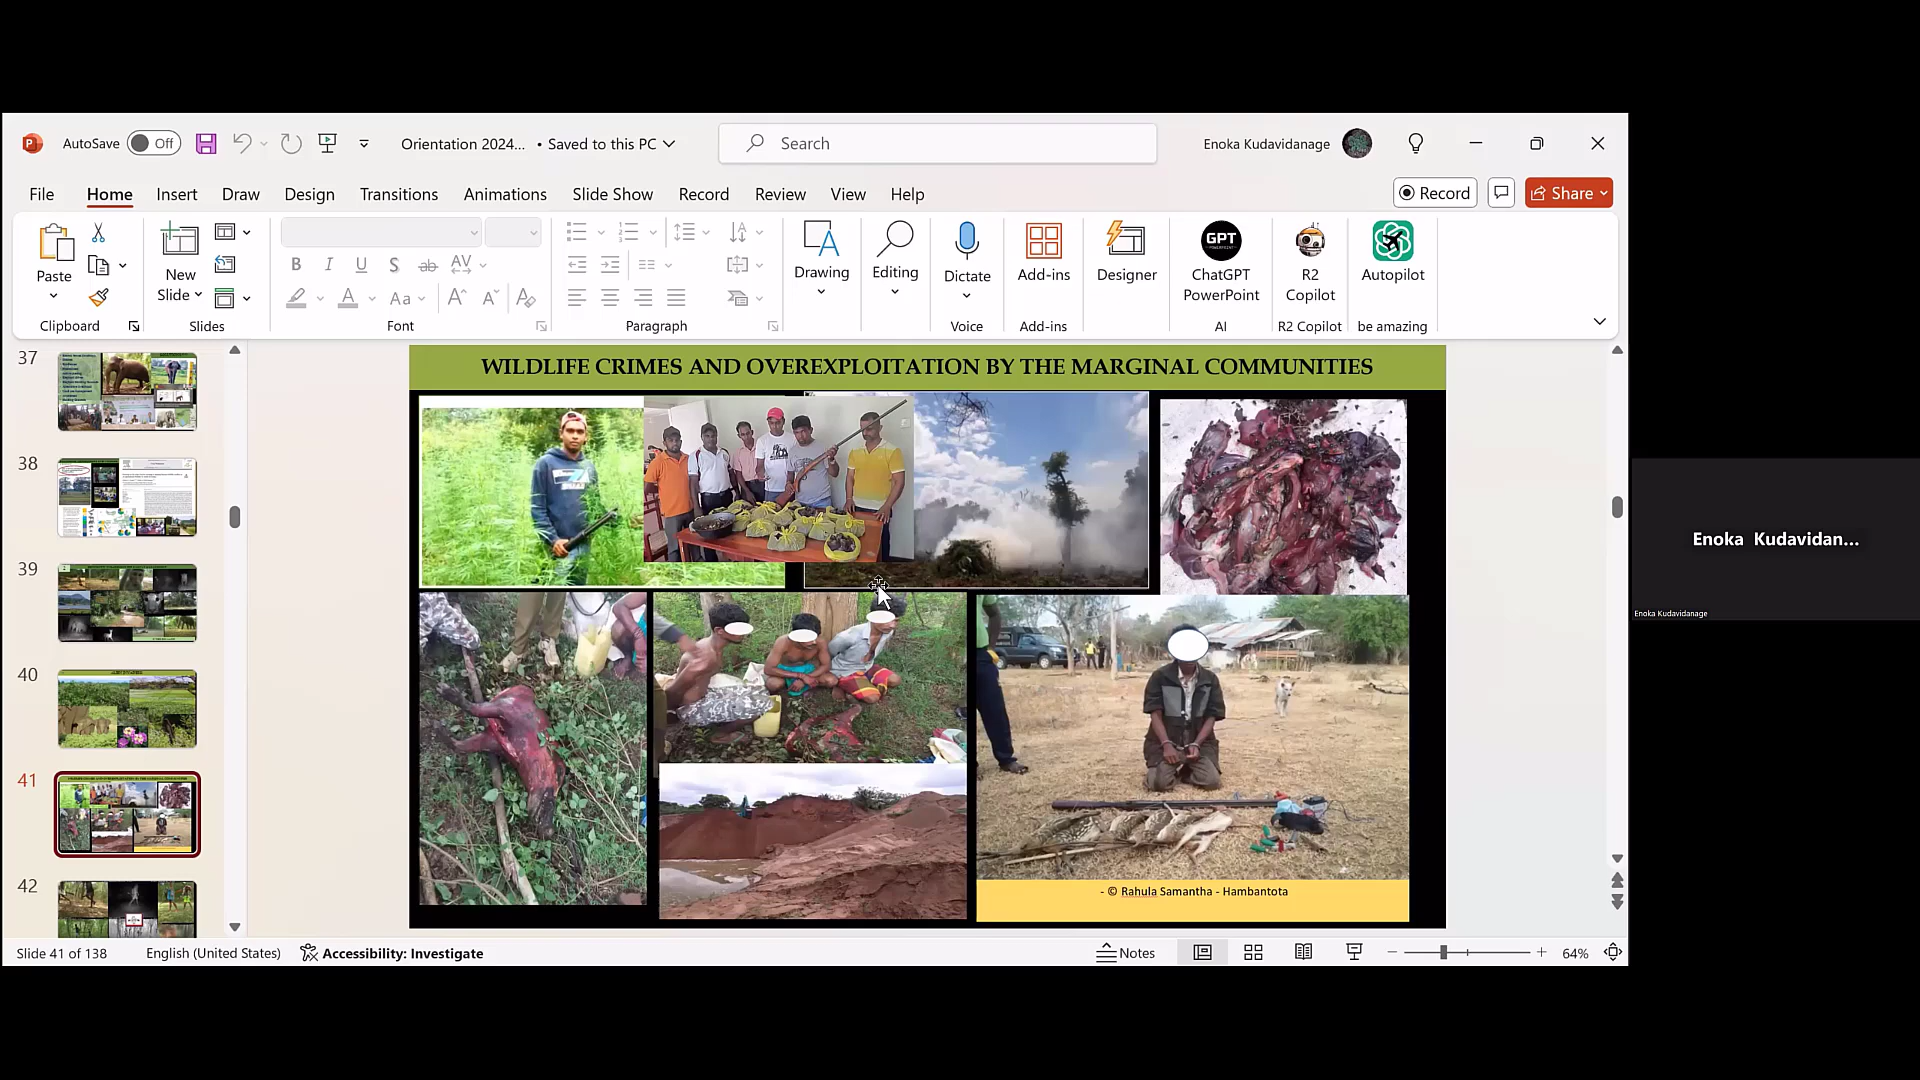 AutoSave Off Orientation 2024... • Saved to this PC Search Enoka Kudavidanage
File Home Insert Draw Design Transitions Animations Slide Show Record Review View Help Record Share
Paste New Slide B I U S ab AV Aa A A Drawing Editing Dictate Add-ins Designer GPT ChatGPT PowerPoint R2 Copilot Autopilot
Clipboard Slides Font Paragraph Voice Add-ins AI R2 Copilot be amazing
37
38
39
40
41
42
WILDLIFE CRIMES AND OVEREXPLOITATION BY THE MARGINAL COMMUNITIES
- © Rahula Samantha - Hambantota
Enoka Kudavidan...
Enoka Kudavidanage
Slide 41 of 138 English (United States) Accessibility: Investigate Notes 64%